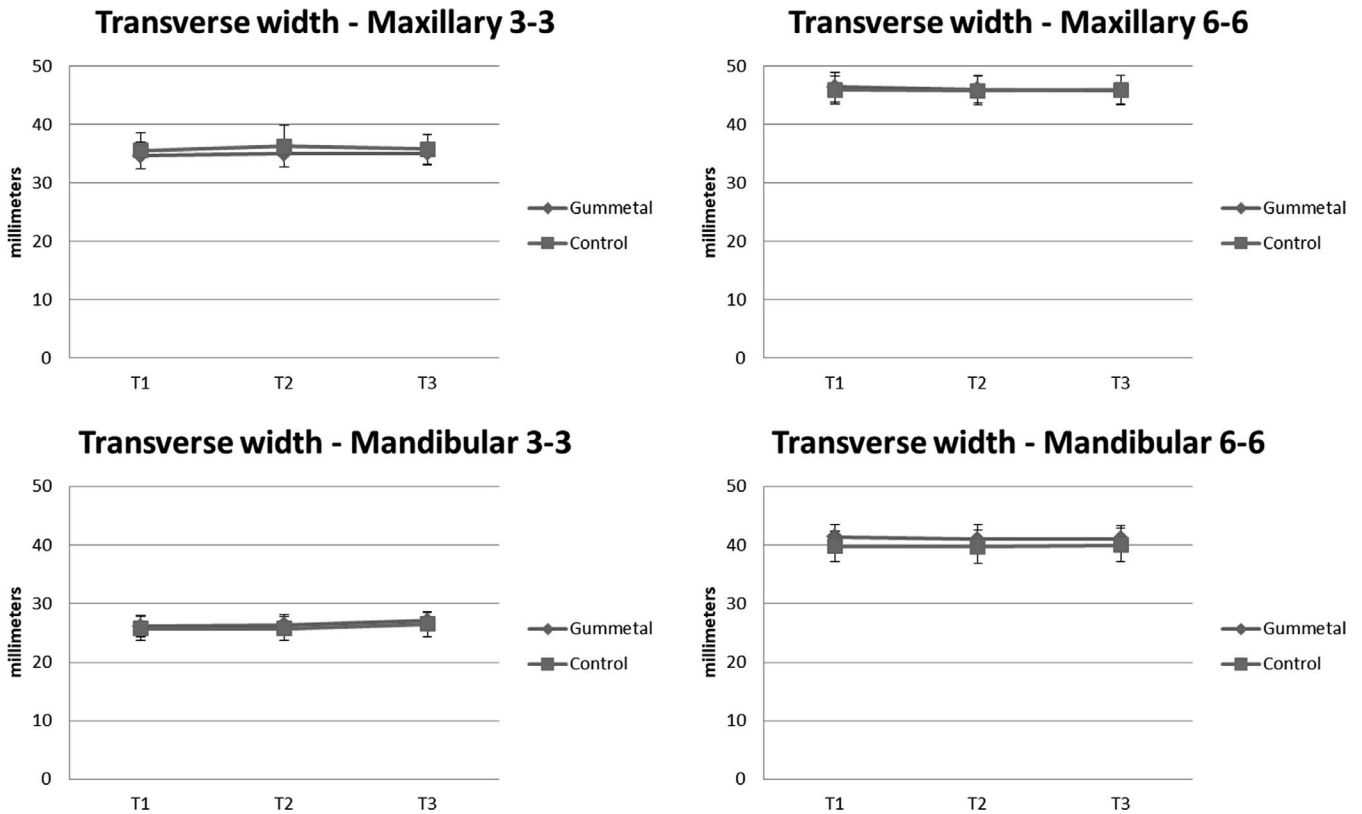 Transverse width - Maxillary 3-3
50
40
30
20
10
0
millimeters
T1 T2 T3
Gummetal
Control
Transverse width - Maxillary 6-6
50
40
30
20
10
0
millimeters
T1 T2 T3
Gummetal
Control
Transverse width - Mandibular 3-3
50
40
30
20
10
0
millimeters
T1 T2 T3
Gummetal
Control
Transverse width - Mandibular 6-6
50
40
30
20
10
0
millimeters
T1 T2 T3
Gummetal
Control